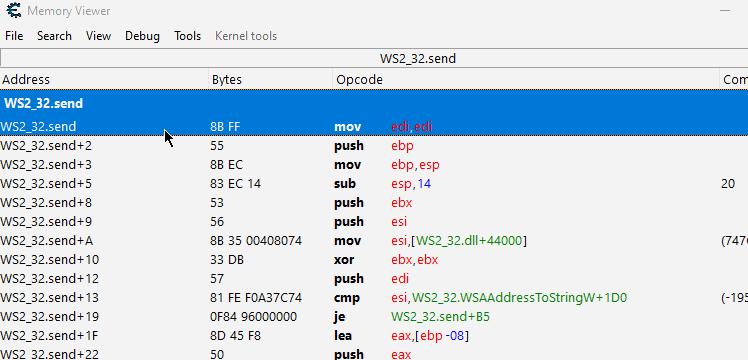 Memory Viewer
File Search View Debug Tools Kernel tools
WS2_32.send
Address Bytes Opcode Com
WS2_32.send
WS2_32.send 8B FF mov edi,edi
WS2_32.send+2 55 push ebp
WS2_32.send+3 8B EC mov ebp,esp
WS2_32.send+5 83 EC 14 sub esp,14 20
WS2_32.send+8 53 push ebx
WS2_32.send+9 56 push esi
WS2_32.send+A 8B 35 00408074 mov esi,[WS2_32.dll+44000] (747C
WS2_32.send+10 33 DB xor ebx,ebx
WS2_32.send+12 57 push edi
WS2_32.send+13 81 FE F0A37C74 cmp esi,WS2_32.WSAAddressToStringW+1D0 (-195
WS2_32.send+19 0F84 96000000 je WS2_32.send+B5
WS2_32.send+1F 8D 45 F8 lea eax,[ebp-08]
WS2_32.send+22 50 push eax